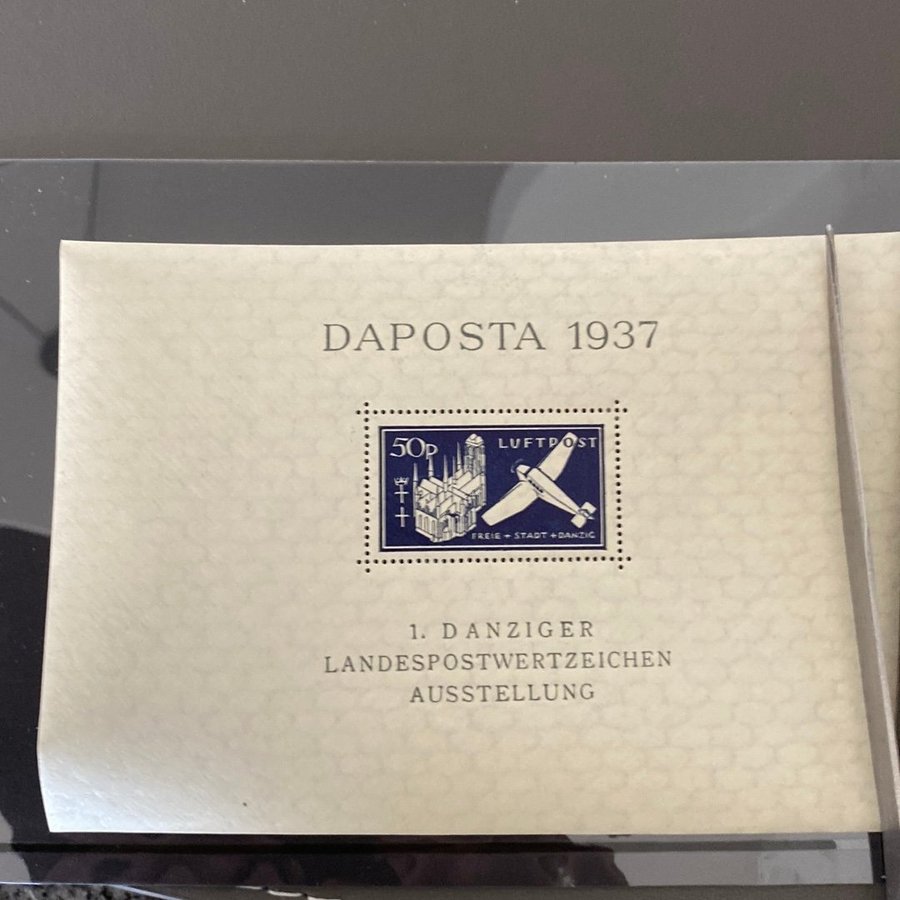 DAPOSTA 1937
50P
LUFTPOST
FREIE + STADT + DANZIG
1. DANZIGER
LANDESPOSTWERTZEICHEN
AUSSTELLUNG